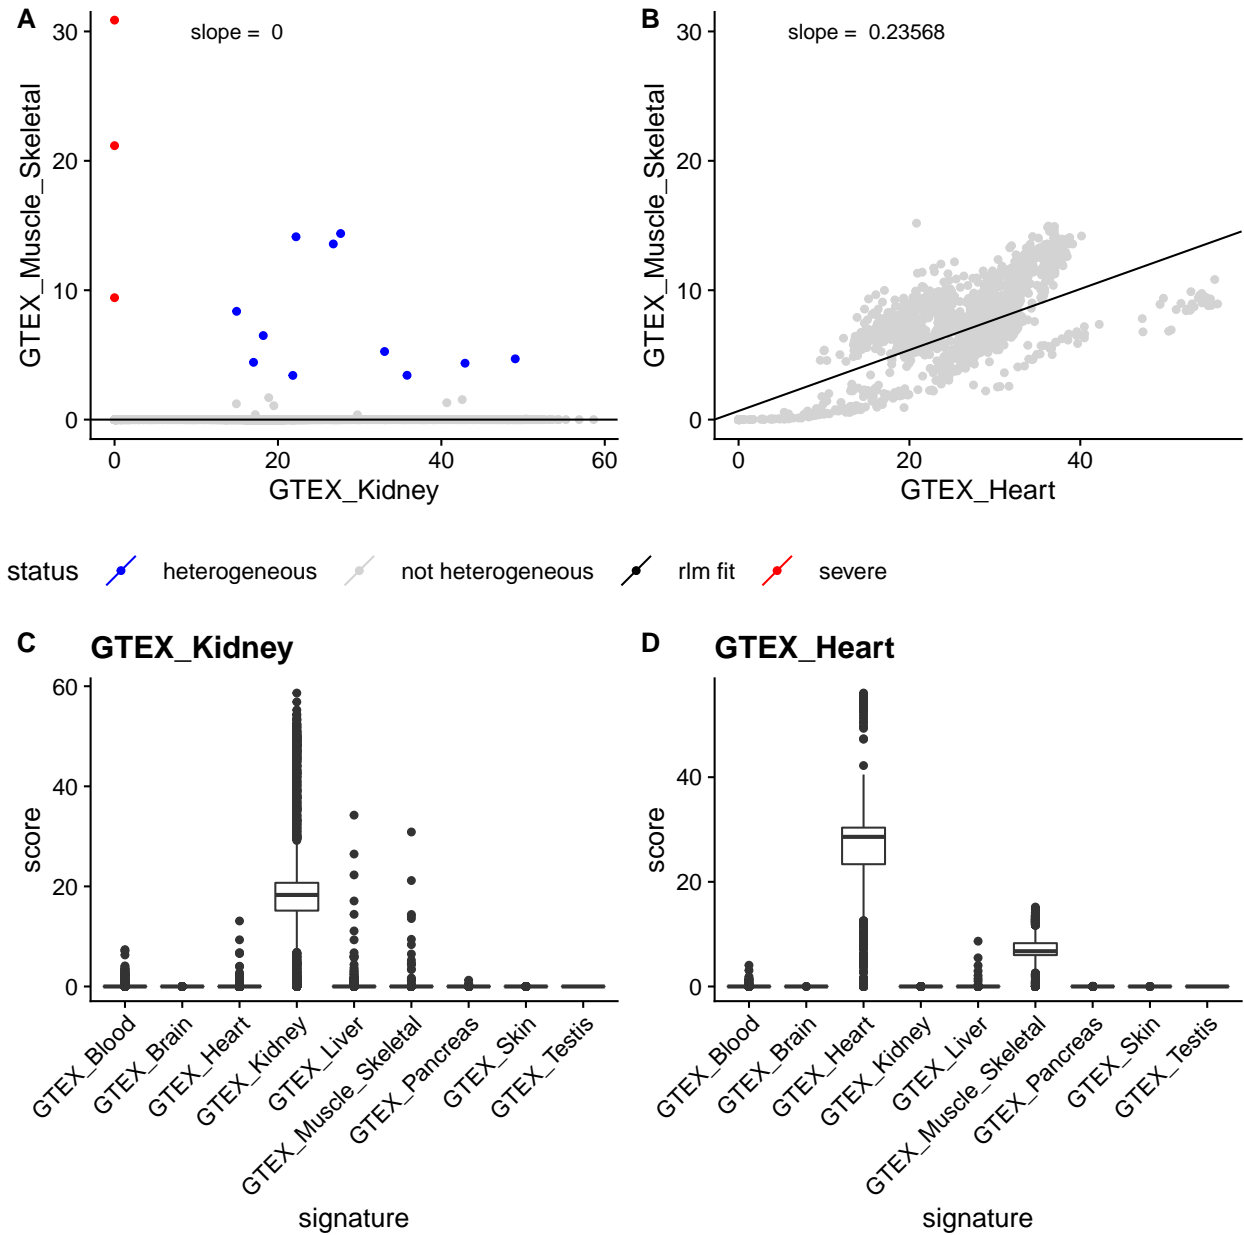 A
slope = 0
GTEX_Muscle_Skeletal
30
20
10
0
0
20
40
60
GTEX_Kidney
B
slope = 0.23568
GTEX_Muscle_Skeletal
30
20
10
0
0
20
40
GTEX_Heart
status heterogeneous not heterogeneous rlm fit severe
C GTEX_Kidney
score
60
40
20
0
GTEX_Blood
GTEX_Brain
GTEX_Heart
GTEX_Kidney
GTEX_Liver
GTEX_Muscle_Skeletal
GTEX_Pancreas
GTEX_Skin
GTEX_Testis
signature
D GTEX_Heart
score
40
20
0
GTEX_Blood
GTEX_Brain
GTEX_Heart
GTEX_Kidney
GTEX_Liver
GTEX_Muscle_Skeletal
GTEX_Pancreas
GTEX_Skin
GTEX_Testis
signature